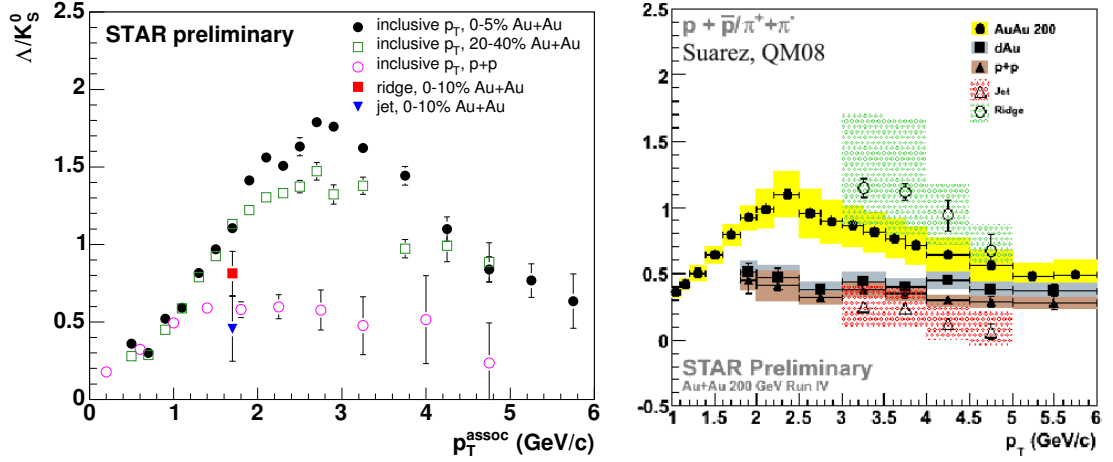 Λ/K⁰_S
STAR preliminary
inclusive p_T, 0-5% Au+Au
inclusive p_T, 20-40% Au+Au
inclusive p_T, p+p
ridge, 0-10% Au+Au
jet, 0-10% Au+Au
2.5
2
1.5
1
0.5
0
0 1 2 3 4 5 6
p_T^assoc (GeV/c)
p + p̄/π⁺+π⁻
Suarez, QM08
AuAu 200
dAu
p+p
Jet
Ridge
2.5
2
1.5
1
0.5
0
-0.5
STAR Preliminary
Au+Au 200 GeV Run IV
1 1.5 2 2.5 3 3.5 4 4.5 5 5.5 6
p_T (GeV/c)